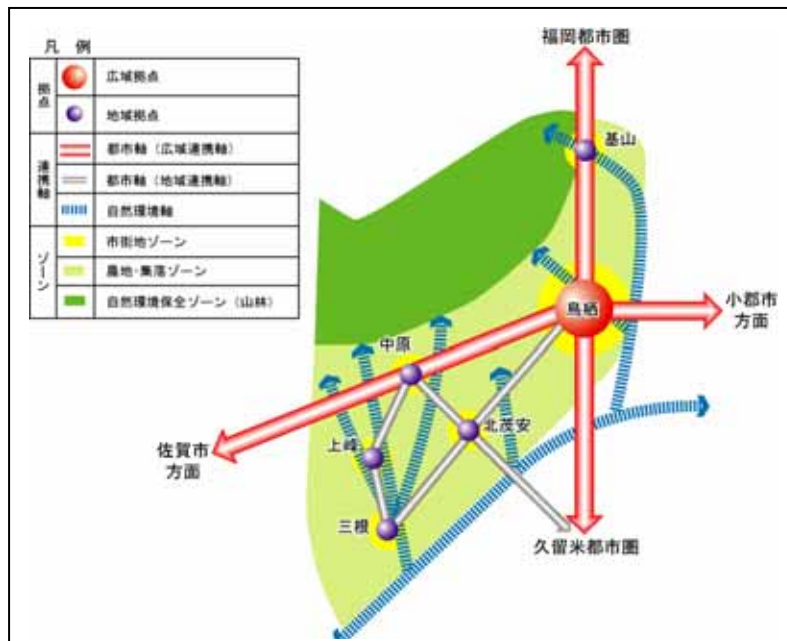 凡 例
拠点
広域拠点
地域拠点
連携軸
都市軸（広域連携軸）
都市軸（地域連携軸）
自然環境軸
ゾーン
市街地ゾーン
農地・集落ゾーン
自然環境保全ゾーン（山林）
福岡都市圏
基山
鳥栖
小郡市
方面
中原
北茂安
上峰
佐賀市
方面
三根
久留米都市圏